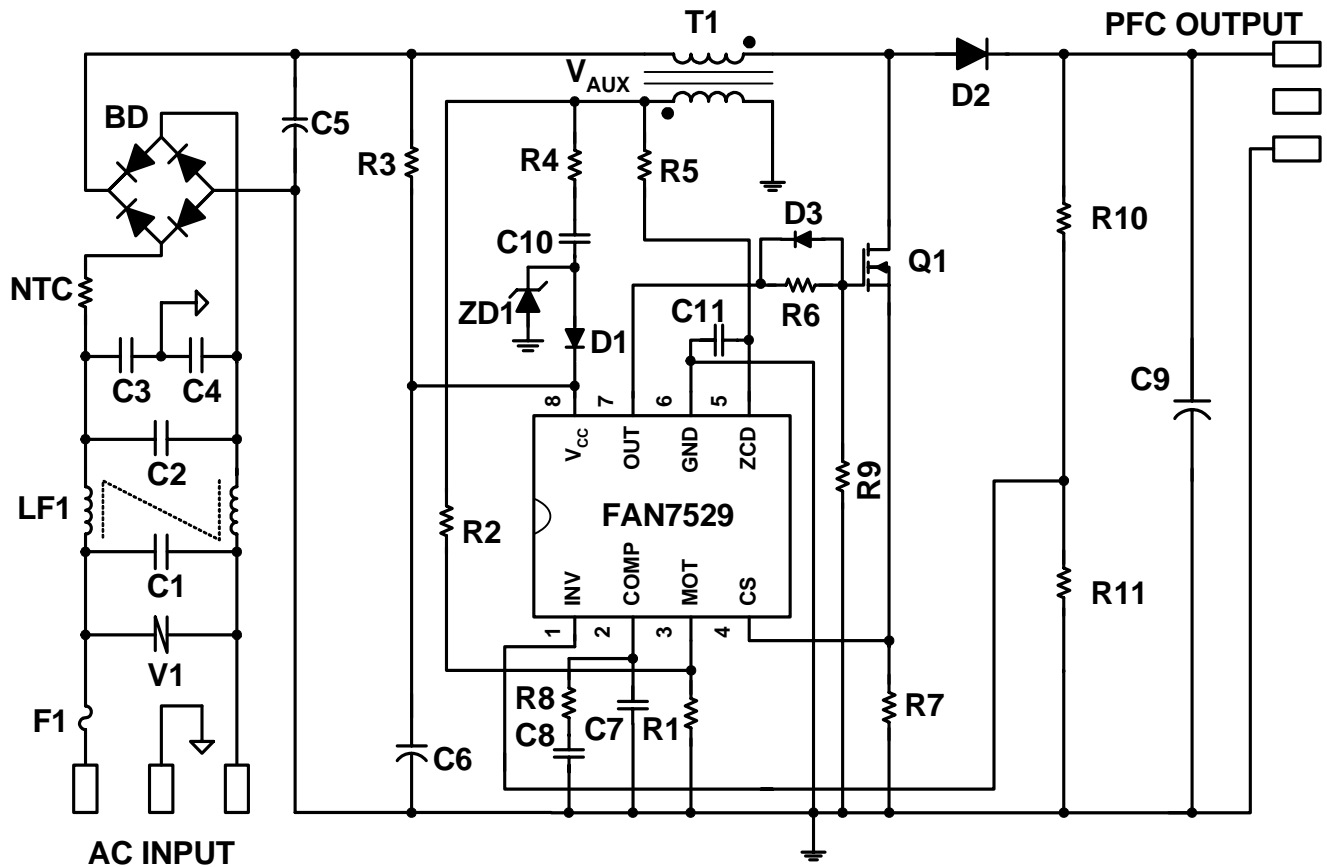 T1
PFC OUTPUT
V AUX
D2
BD
C5
R3
R4
R5
D3
R10
C10
Q1
NTC
ZD1
C11
R6
D1
C3
C4
C9
8
7
6
5
VCC
OUT
GND
ZCD
C2
R9
LF1
R2
FAN7529
C1
INV
COMP
MOT
CS
R11
1
2
3
4
V1
R8
C7
R1
R7
F1
C8
C6
AC INPUT